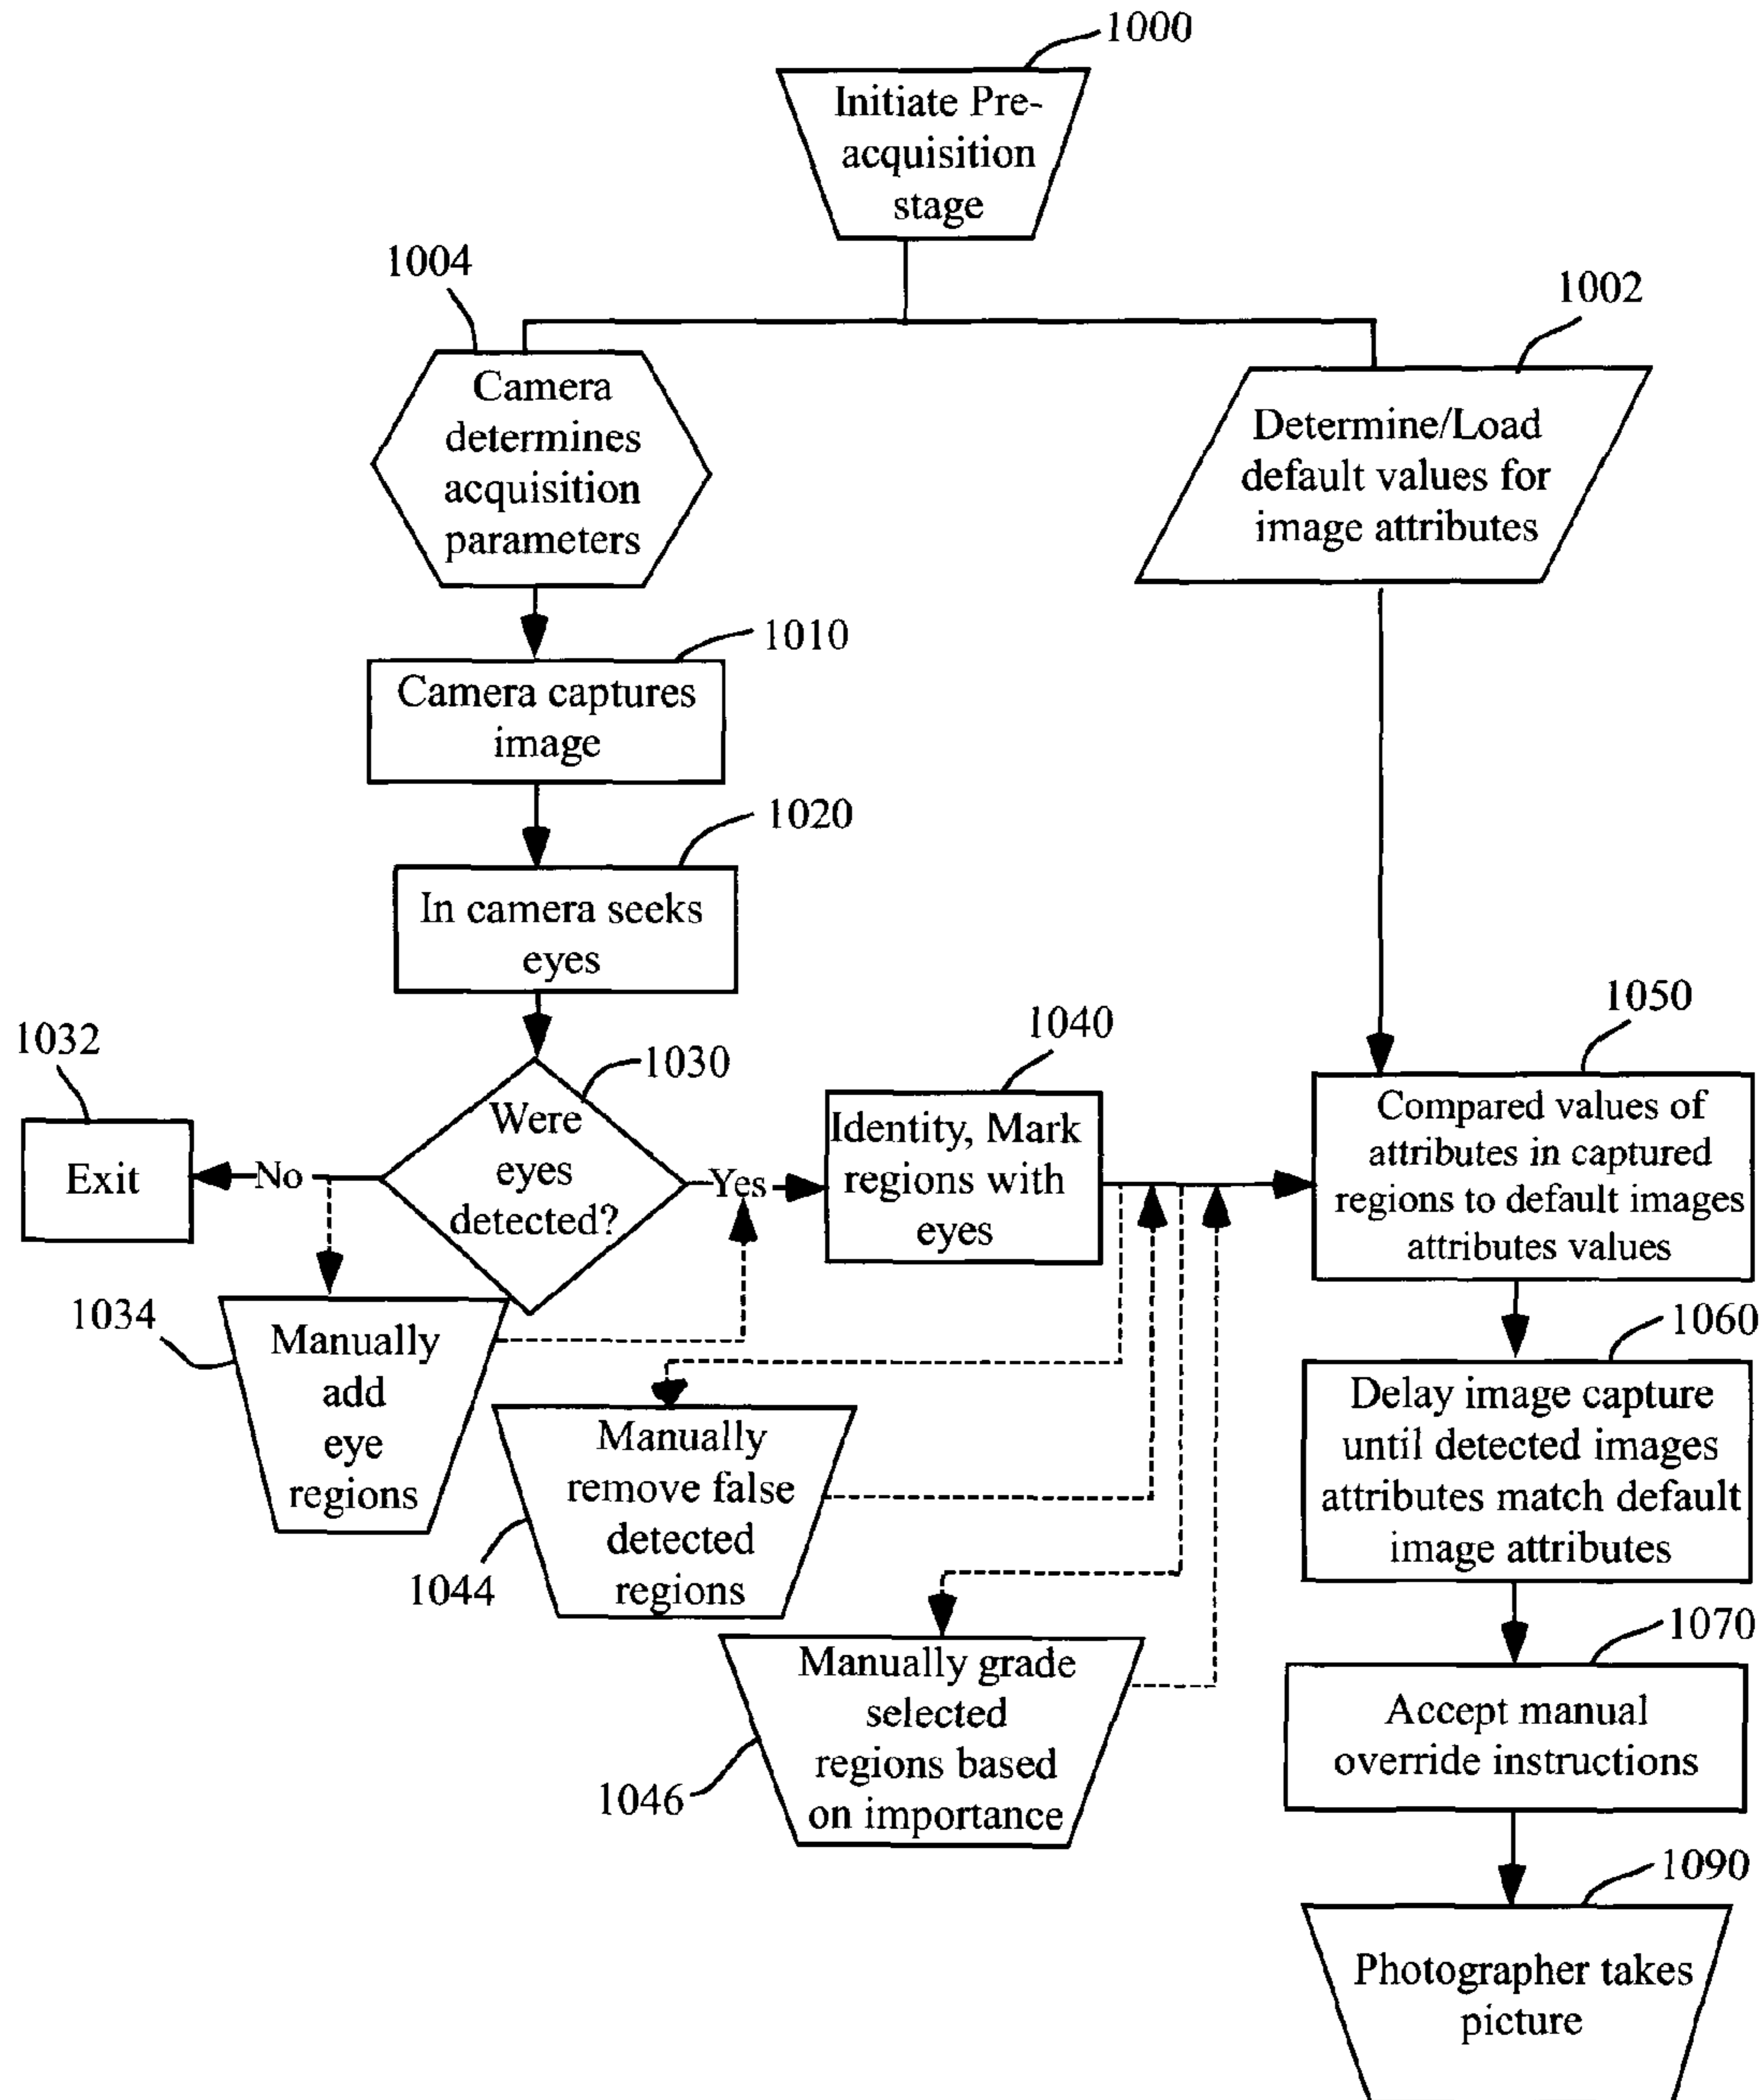 1000
Initiate Pre-
acquisition
stage
1004
1002
Camera
determines
acquisition
parameters
Determine/Load
default values for
image attributes
1010
Camera captures
image
1020
In camera seeks
eyes
1032
1030
1040
1050
Exit
No
Were
eyes
detected?
Yes
Identity, Mark
regions with
eyes
Compared values of
attributes in captured
regions to default images
attributes values
1034
Manually
add
eye
regions
1060
Delay image capture
until detected images
attributes match default
image attributes
1044
Manually
remove false
detected
regions
1046
Manually grade
selected
regions based
on importance
1070
Accept manual
override instructions
1090
Photographer takes
picture